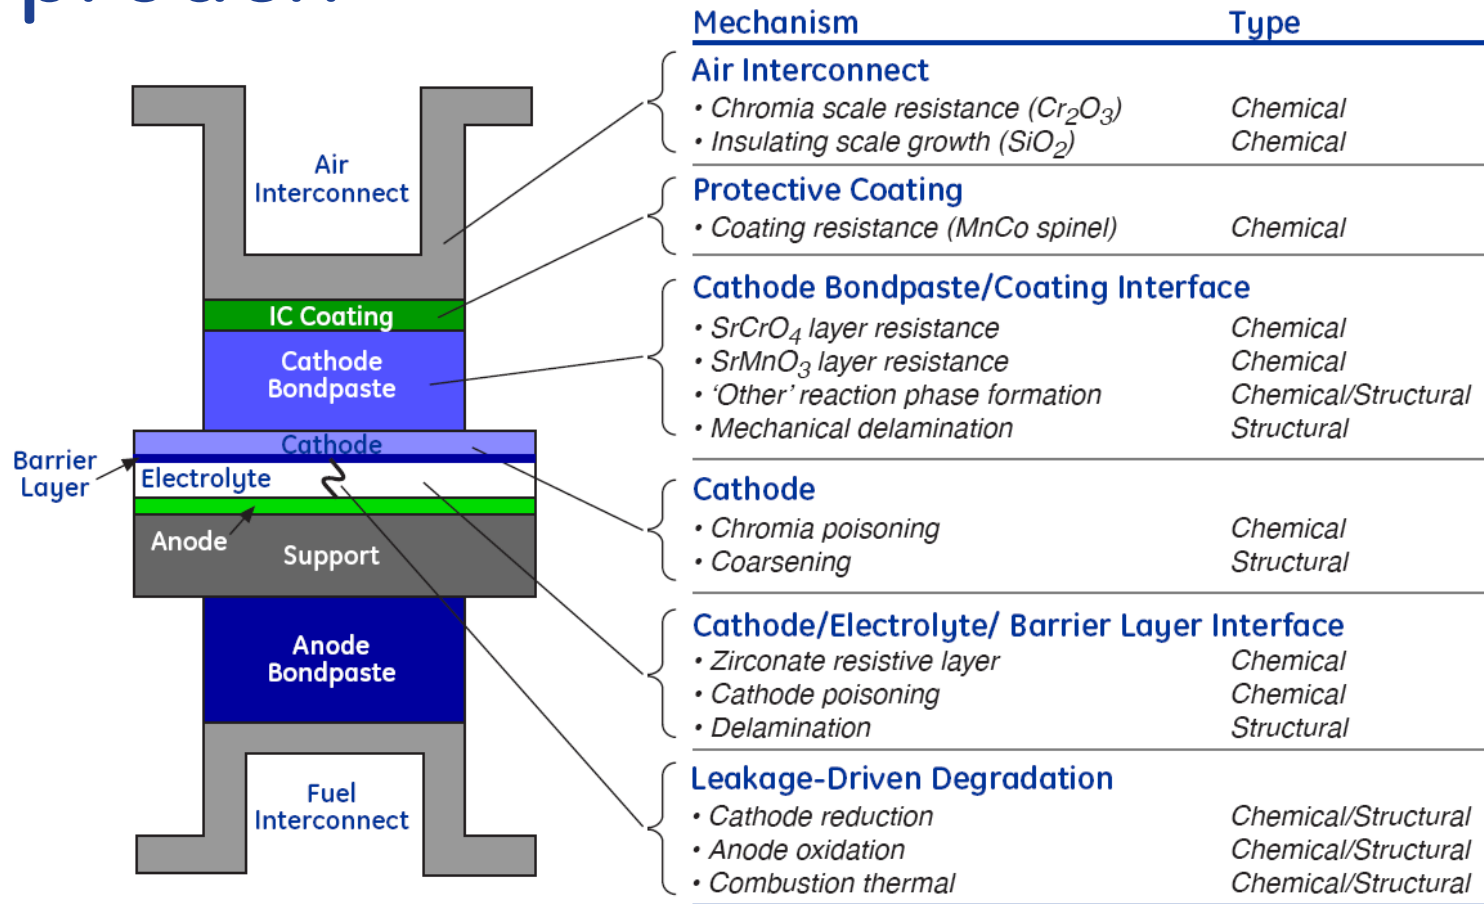 Mechanism Type
Air Interconnect
• Chromia scale resistance (Cr2O3) Chemical
• Insulating scale growth (SiO2) Chemical
Protective Coating
• Coating resistance (MnCo spinel) Chemical
Cathode Bondpaste/Coating Interface
• SrCrO4 layer resistance Chemical
• SrMnO3 layer resistance Chemical
• ‘Other’ reaction phase formation Chemical/Structural
• Mechanical delamination Structural
Cathode
• Chromia poisoning Chemical
• Coarsening Structural
Cathode/Electrolyte/ Barrier Layer Interface
• Zirconate resistive layer Chemical
• Cathode poisoning Chemical
• Delamination Structural
Leakage-Driven Degradation
• Cathode reduction Chemical/Structural
• Anode oxidation Chemical/Structural
• Combustion thermal Chemical/Structural
Air
Interconnect
IC Coating
Cathode
Bondpaste
Cathode
Barrier
Layer
Electrolyte
Anode
Support
Anode
Bondpaste
Fuel
Interconnect